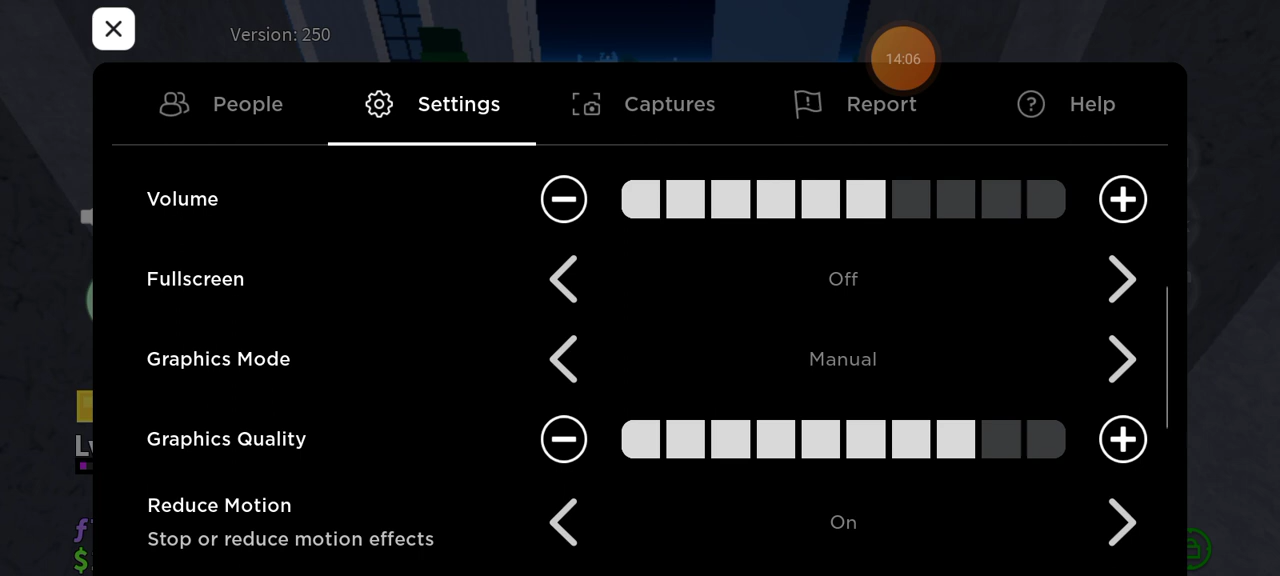 Version: 250
14:06
People
Settings
Captures
Report
Help
Volume
Fullscreen
Off
Graphics Mode
Manual
Graphics Quality
Reduce Motion
On
Stop or reduce motion effects